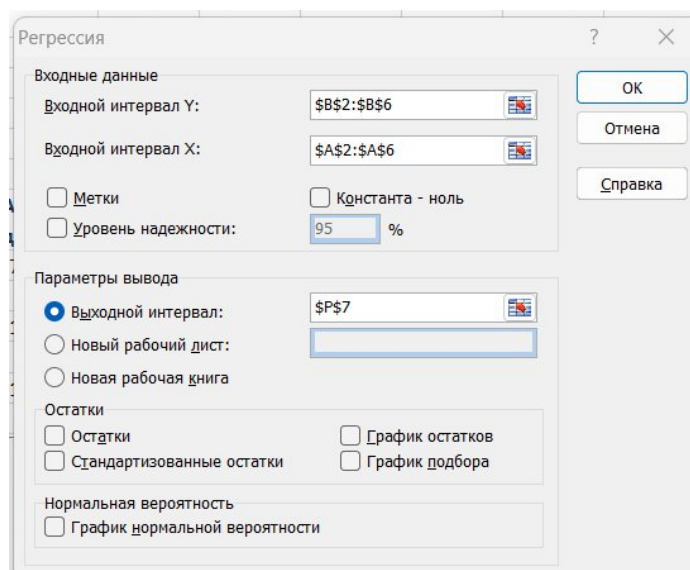 Регрессия ? ×
Входные данные
Входной интервал Y: $B$2:$B$6
Входной интервал X: $A$2:$A$6
Метки Константа - ноль
Уровень надежности: 95 %
ОК
Отмена
Справка
Параметры вывода
Выходной интервал: $P$7
Новый рабочий лист:
Новая рабочая книга
Остатки
Остатки График остатков
Стандартизованные остатки График подбора
Нормальная вероятность
График нормальной вероятности